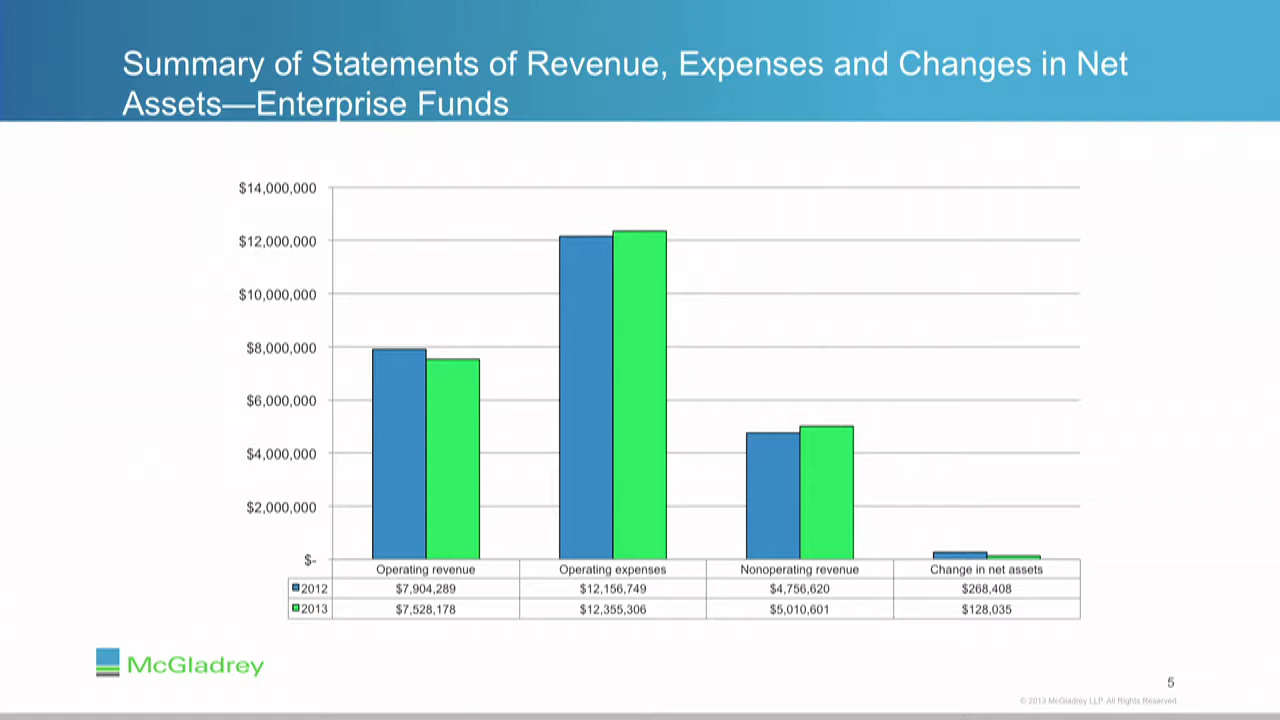 Summary of Statements of Revenue, Expenses and Changes in Net
Assets—Enterprise Funds
$14,000,000
$12,000,000
$10,000,000
$8,000,000
$6,000,000
$4,000,000
$2,000,000
$-
Operating revenue Operating expenses Nonoperating revenue Change in net assets
2012 $7,904,289 $12,156,749 $4,756,620 $268,408
2013 $7,528,178 $12,355,306 $5,010,601 $128,035
McGladrey
5
© 2013 McGladrey LLP. All Rights Reserved.